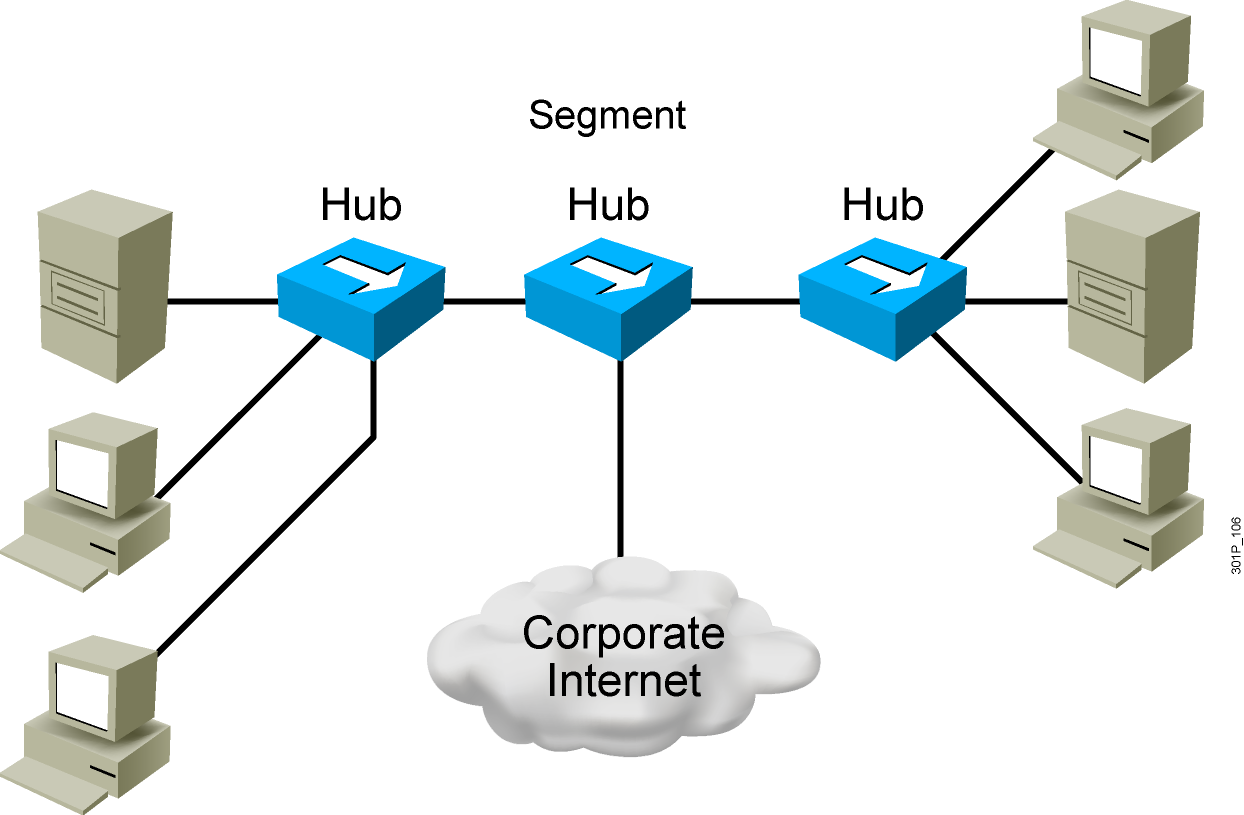 Segment
Hub
Hub
Hub
Corporate
Internet
301P_106